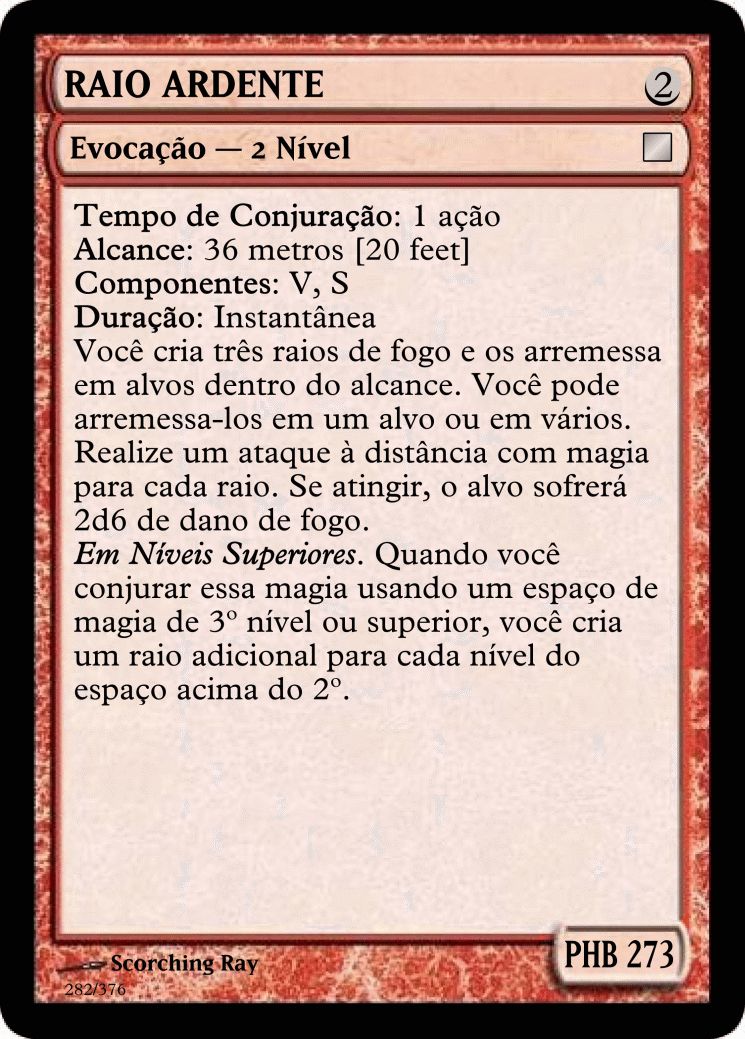 RAIO ARDENTE 2
Evocação — 2 Nível
Tempo de Conjuração: 1 ação
Alcance: 36 metros [20 feet]
Componentes: V, S
Duração: Instantânea
Você cria três raios de fogo e os arremessa
em alvos dentro do alcance. Você pode
arremessa-los em um alvo ou em vários.
Realize um ataque à distância com magia
para cada raio. Se atingir, o alvo sofrerá
2d6 de dano de fogo.
Em Níveis Superiores. Quando você
conjurar essa magia usando um espaço de
magia de 3º nível ou superior, você cria
um raio adicional para cada nível do
espaço acima do 2º.
PHB 273
Scorching Ray
282/376